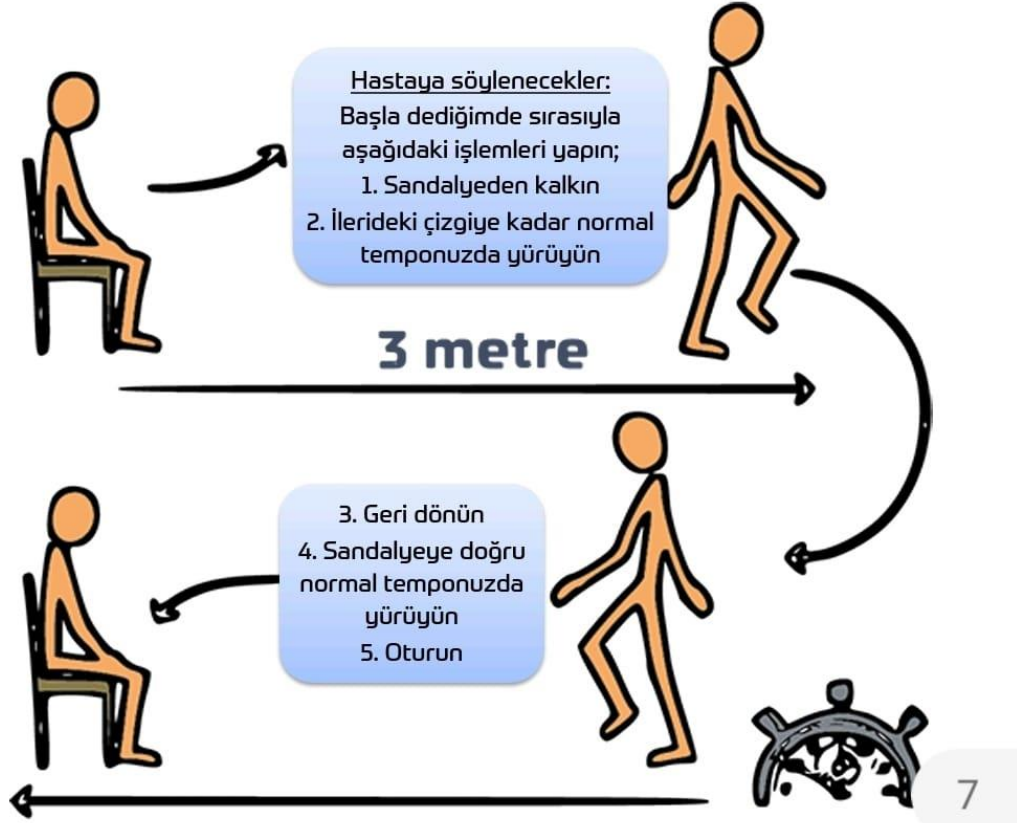 Hastaya söylenecekler:
Başla dediğimde sırasıyla
aşağıdaki işlemleri yapın;
1. Sandalyeden kalkın
2. İlerideki çizgiye kadar normal
temponuzda yürüyün
3 metre
3. Geri dönün
4. Sandalyeye doğru
normal temponuzda
yürüyün
5. Oturun
7